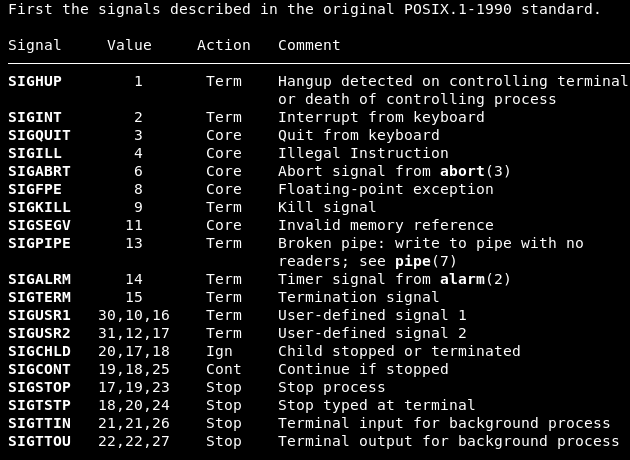 First the signals described in the original POSIX.1-1990 standard.
Signal Value Action Comment
SIGHUP 1 Term Hangup detected on controlling terminal
or death of controlling process
SIGINT 2 Term Interrupt from keyboard
SIGQUIT 3 Core Quit from keyboard
SIGILL 4 Core Illegal Instruction
SIGABRT 6 Core Abort signal from abort(3)
SIGFPE 8 Core Floating-point exception
SIGKILL 9 Term Kill signal
SIGSEGV 11 Core Invalid memory reference
SIGPIPE 13 Term Broken pipe: write to pipe with no
readers; see pipe(7)
SIGALRM 14 Term Timer signal from alarm(2)
SIGTERM 15 Term Termination signal
SIGUSR1 30,10,16 Term User-defined signal 1
SIGUSR2 31,12,17 Term User-defined signal 2
SIGCHLD 20,17,18 Ign Child stopped or terminated
SIGCONT 19,18,25 Cont Continue if stopped
SIGSTOP 17,19,23 Stop Stop process
SIGTSTP 18,20,24 Stop Stop typed at terminal
SIGTTIN 21,21,26 Stop Terminal input for background process
SIGTTOU 22,22,27 Stop Terminal output for background process